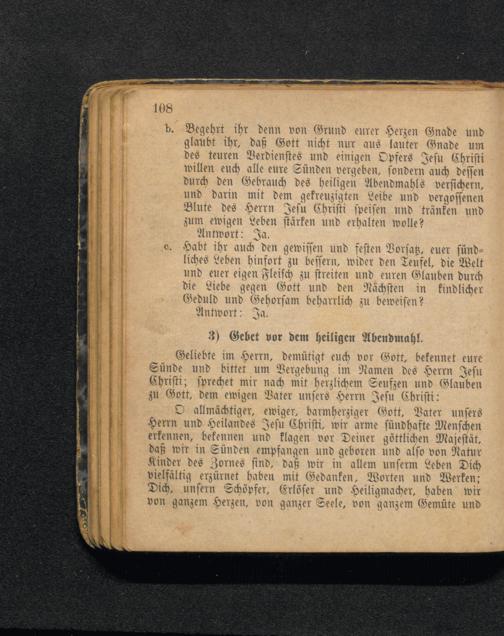 108
b. Begehrt ihr denn von Grund eurer Herzen Gnade und
glaubt ihr, daß Gott nicht nur aus lauter Gnade um
des teuren Verdienstes und einigen Opfers Jesu Christi
willen euch alle eure Sünden vergeben, sondern auch dessen
durch den Gebrauch des heiligen Abendmahls versichern,
und darin mit dem gekreuzigten Leibe und vergossenen
Blute des Herrn Jesu Christi speisen und tränken und
zum ewigen Leben stärken und erhalten wolle?
Antwort: Ja.
c. Habt ihr auch den gewissen und festen Vorsatz, euer sünd-
liches Leben hinfort zu bessern, wider den Teufel, die Welt
und euer eigen Fleisch zu streiten und euren Glauben durch
die Liebe gegen Gott und den Nächsten in kindlicher
Geduld und Gehorsam beharrlich zu beweisen?
Antwort: Ja.
3) Gebet vor dem heiligen Abendmahl.
Geliebte im Herrn, demütigt euch vor Gott, bekennet eure
Sünde und bittet um Vergebung im Namen des Herrn Jesu
Christi; sprechet mir nach mit herzlichem Seufzen und Glauben
zu Gott, dem ewigen Vater unsers Herrn Jesu Christi:
O allmächtiger, ewiger, barmherziger Gott, Vater unsers
Herrn und Heilandes Jesu Christi, wir arme sündhafte Menschen
erkennen, bekennen und klagen vor Deiner göttlichen Majestät,
daß wir in Sünden empfangen und geboren und also von Natur
Kinder des Zornes sind, daß wir in allem unserm Leben Dich
vielfältig erzürnet haben mit Gedanken, Worten und Werken;
Dich, unsern Schöpfer, Erlöser und Heiligmacher, haben wir
von ganzem Herzen, von ganzer Seele, von ganzem Gemüte und